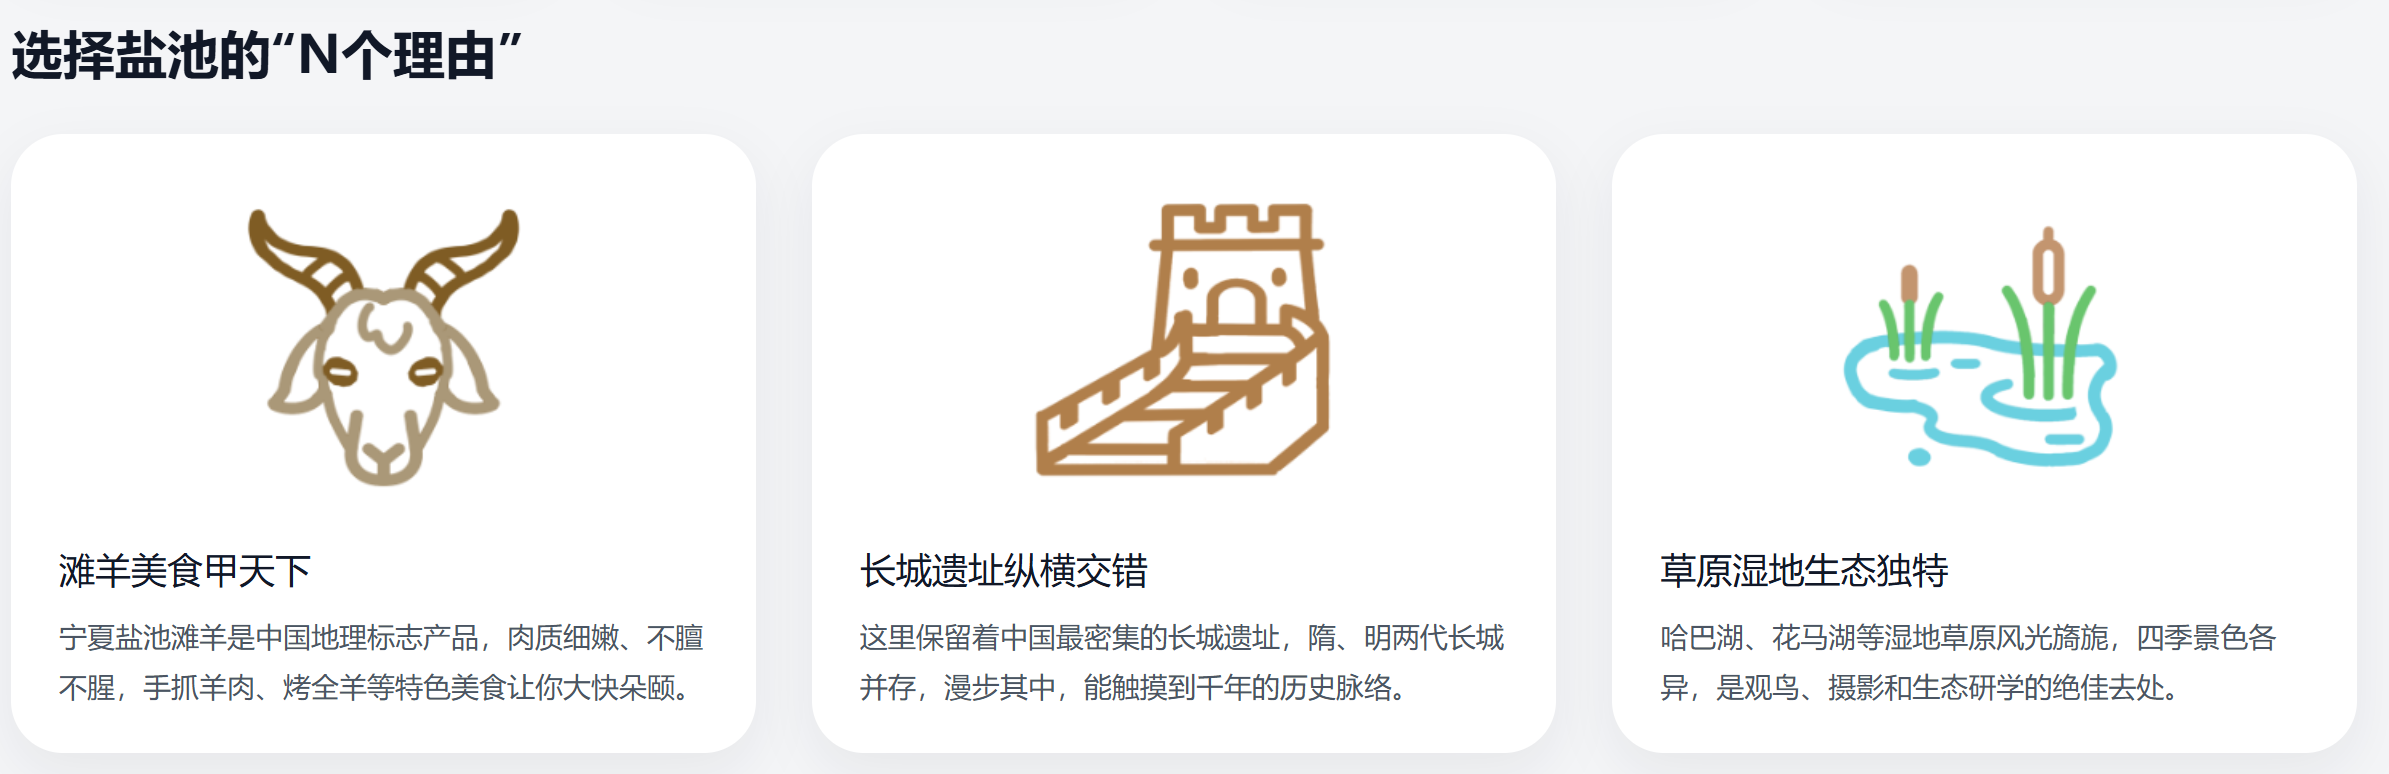 选择盐池的“N个理由”
滩羊美食甲天下
宁夏盐池滩羊是中国地理标志产品，肉质细嫩、不膻
不腥，手抓羊肉、烤全羊等特色美食让你大快朵颐。
长城遗址纵横交错
这里保留着中国最密集的长城遗址，隋、明两代长城
并存，漫步其中，能触摸到千年的历史脉络。
草原湿地生态独特
哈巴湖、花马湖等湿地草原风光旖旎，四季景色各
异，是观鸟、摄影和生态研学的绝佳去处。